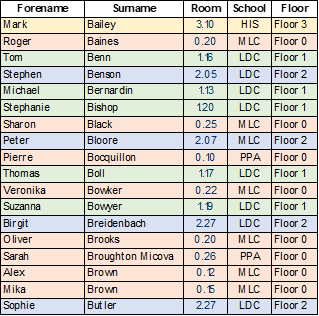 Forename Surname Room School Floor
Mark Bailey 3.10 HIS Floor 3
Roger Baines 0.20 MLC Floor 0
Tom Benn 1.16 LDC Floor 1
Stephen Benson 2.05 LDC Floor 2
Michael Bernardin 1.13 LDC Floor 1
Stephanie Bishop 1.20 LDC Floor 1
Sharon Black 0.25 MLC Floor 0
Peter Bloore 2.07 MLC Floor 2
Pierre Bocquillon 0.10 PPA Floor 0
Thomas Boll 1.17 LDC Floor 1
Veronika Bowker 0.22 MLC Floor 0
Suzanna Bowyer 1.19 LDC Floor 1
Birgit Breidenbach 2.27 LDC Floor 2
Oliver Brooks 0.20 MLC Floor 0
Sarah Broughton Micova 0.26 PPA Floor 0
Alex Brown 0.12 MLC Floor 0
Mika Brown 0.15 MLC Floor 0
Sophie Butler 2.27 LDC Floor 2